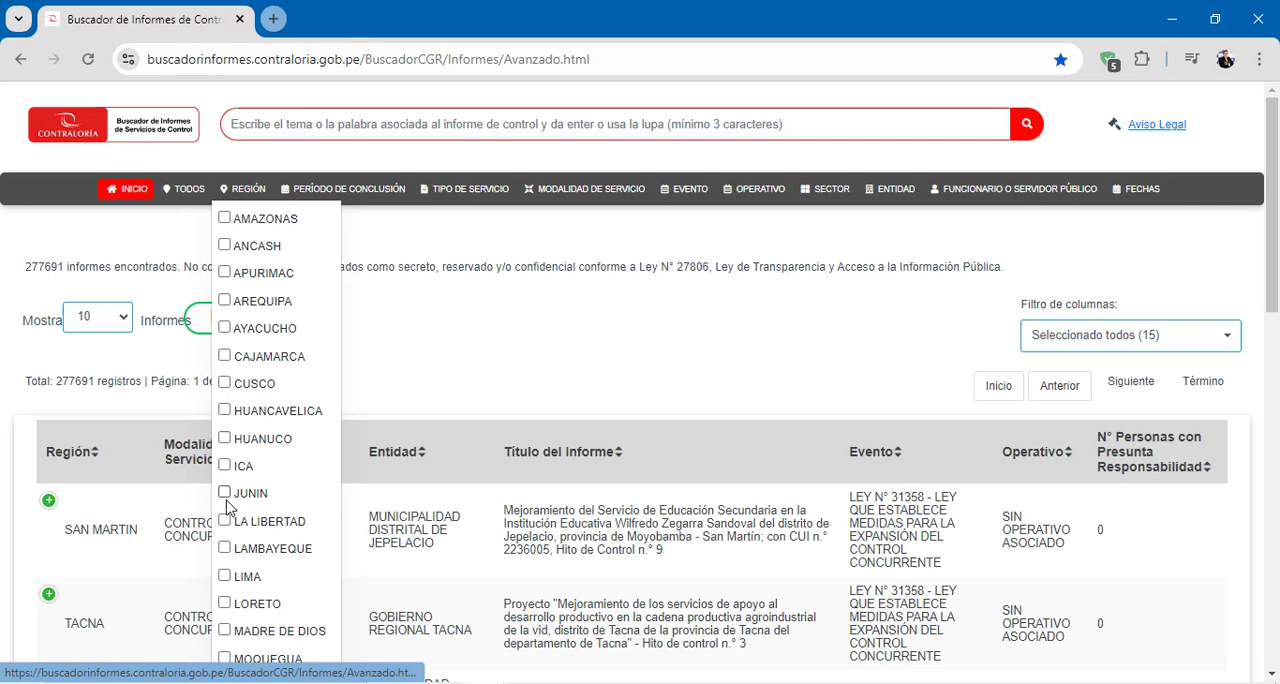 Buscador de Informes de Contr
buscadorinformes.contraloria.gob.pe/BuscadorCGR/Informes/Avanzado.html
5
CONTRALORÍA
Buscador de Informes
de Servicios de Control
Escribe el tema o la palabra asociada al informe de control y da enter o usa la lupa (mínimo 3 caracteres)
Aviso Legal
INICIO TODOS REGIÓN PERÍODO DE CONCLUSIÓN TIPO DE SERVICIO MODALIDAD DE SERVICIO EVENTO OPERATIVO SECTOR ENTIDAD FUNCIONARIO O SERVIDOR PÚBLICO FECHAS
AMAZONAS
ANCASH
APURIMAC
AREQUIPA
AYACUCHO
CAJAMARCA
CUSCO
HUANCAVELICA
HUANUCO
ICA
JUNIN
LA LIBERTAD
LAMBAYEQUE
LIMA
LORETO
MADRE DE DIOS
MOQUEGUA
277691 informes encontrados. No co
ados como secreto, reservado y/o confidencial conforme a Ley N° 27806, Ley de Transparencia y Acceso a la Información Pública.
Mostra 10 Informes
Filtro de columnas:
Seleccionado todos (15)
Total: 277691 registros | Página: 1 de
Inicio Anterior Siguiente Término
Región
Modalid
Servicio
Entidad
Título del Informe
Evento
Operativo
N° Personas con
Presunta
Responsabilidad
SAN MARTIN
CONTRO
CONCUR
MUNICIPALIDAD
DISTRITAL DE
JEPELACIO
Mejoramiento del Servicio de Educación Secundaria en la
Institución Educativa Wilfredo Zegarra Sandoval del distrito de
Jepelacio, provincia de Moyobamba - San Martín; con CUI n.°
2236005, Hito de Control n.° 9
LEY N° 31358 - LEY
QUE ESTABLECE
MEDIDAS PARA LA
EXPANSIÓN DEL
CONTROL
CONCURRENTE
SIN
OPERATIVO
ASOCIADO
0
TACNA
CONTRO
CONCUR
GOBIERNO
REGIONAL TACNA
Proyecto "Mejoramiento de los servicios de apoyo al
desarrollo productivo en la cadena productiva agroindustrial
de la vid, distrito de Tacna de la provincia de Tacna del
departamento de Tacna" - Hito de control n.° 3
LEY N° 31358 - LEY
QUE ESTABLECE
MEDIDAS PARA LA
EXPANSIÓN DEL
CONTROL
CONCURRENTE
SIN
OPERATIVO
ASOCIADO
0
https://buscadorinformes.contraloria.gob.pe/BuscadorCGR/Informes/Avanzado.ht...